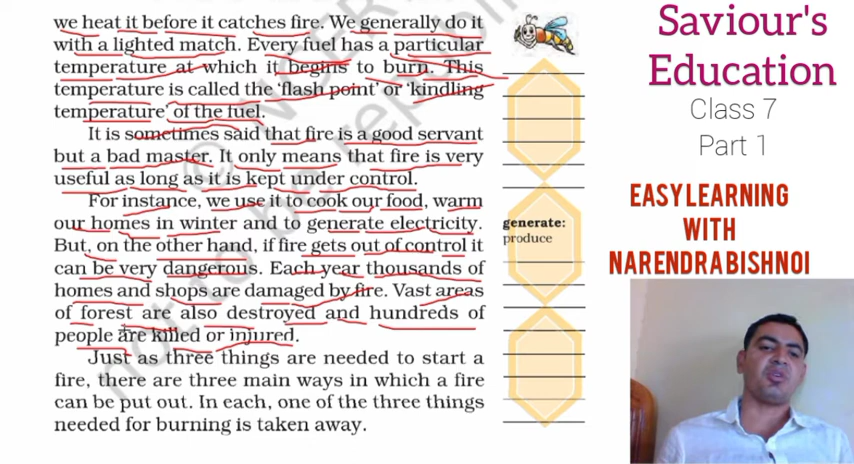 we heat it before it catches fire. We generally do it
with a lighted match. Every fuel has a particular
temperature at which it begins to burn. This
temperature is called the ‘flash point’ or ‘kindling
temperature’ of the fuel.
It is sometimes said that fire is a good servant
but a bad master. It only means that fire is very
useful as long as it is kept under control.
For instance, we use it to cook our food, warm
our homes in winter and to generate electricity.
But, on the other hand, if fire gets out of control it
can be very dangerous. Each year thousands of
homes and shops are damaged by fire. Vast areas
of forest are also destroyed and hundreds of
people are killed or injured.
Just as three things are needed to start a
fire, there are three main ways in which a fire
can be put out. In each, one of the three things
needed for burning is taken away.
generate:
produce
Saviour's
Education
Class 7
Part 1
EASY LEARNING
WITH
NARENDRA BISHNOI